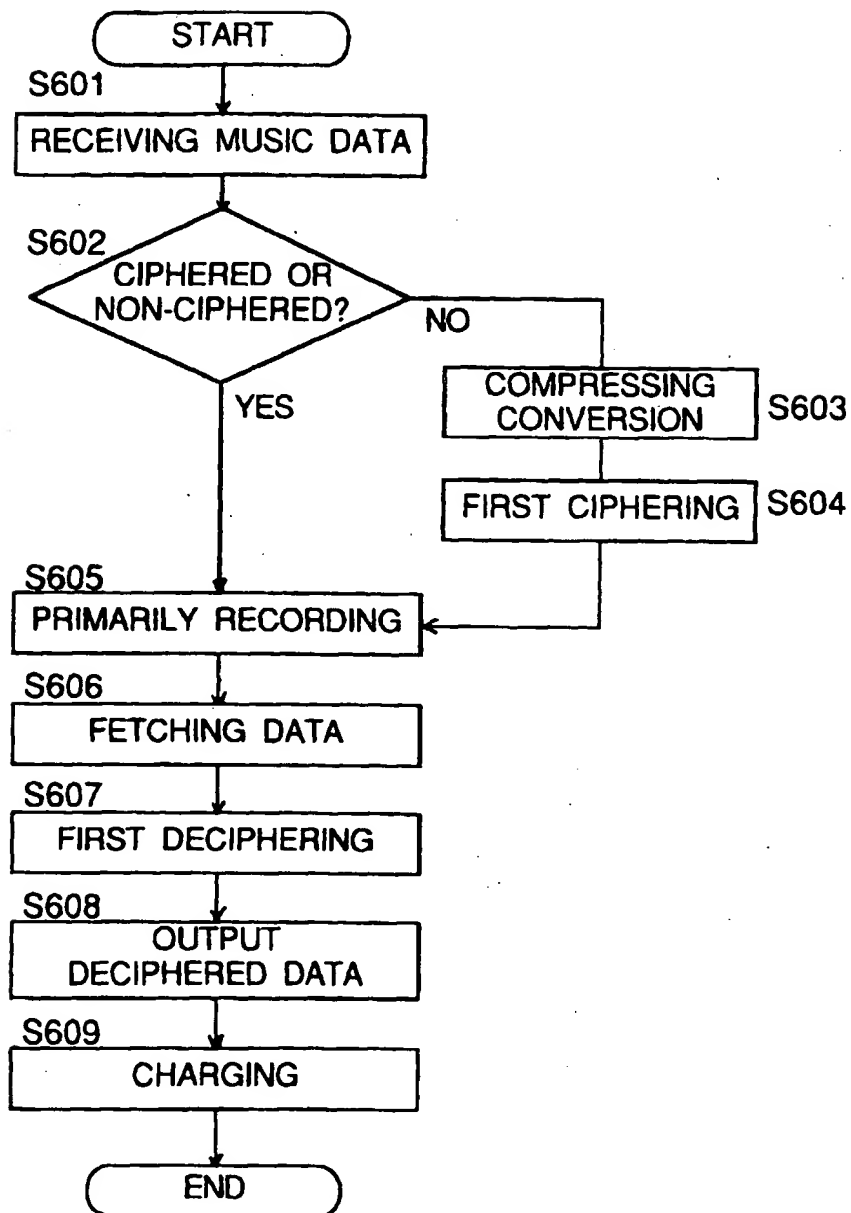 START
S601
RECEIVING MUSIC DATA
S602
CIPHERED OR
NON-CIPHERED?
NO
YES
COMPRESSING
CONVERSION
S603
FIRST CIPHERING
S604
S605
PRIMARILY RECORDING
S606
FETCHING DATA
S607
FIRST DECIPHERING
S608
OUTPUT
DECIPHERED DATA
S609
CHARGING
END